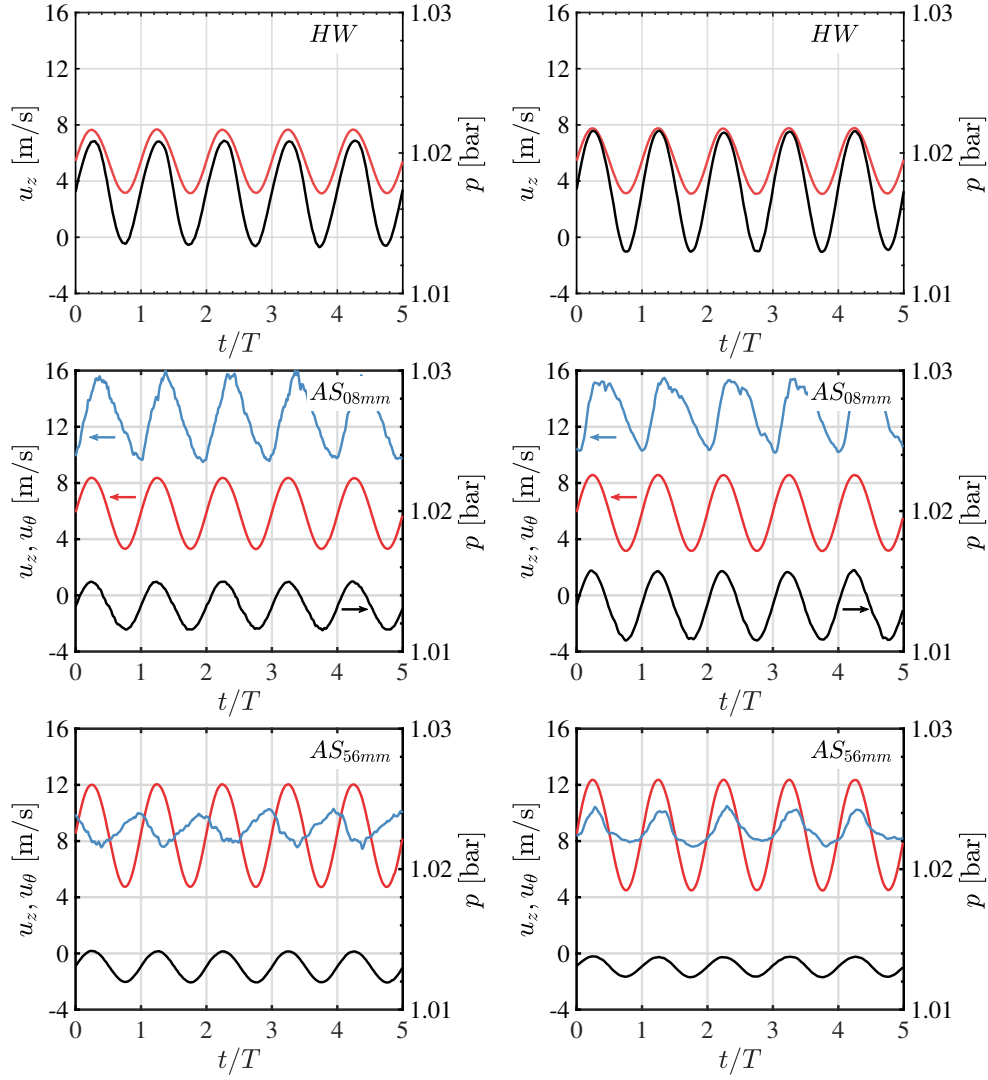 16 HW 1.03
12
8
1.02
4
0
-4 1.01
u_z [m/s]
p [bar]
0 1 2 3 4 5
t/T
16 HW 1.03
12
8
1.02
4
0
-4 1.01
u_z [m/s]
p [bar]
0 1 2 3 4 5
t/T
16 1.03
AS_08mm
12
8
1.02
4
0
-4 1.01
u_z, u_θ [m/s]
p [bar]
0 1 2 3 4 5
t/T
16 1.03
AS_08mm
12
8
1.02
4
0
-4 1.01
u_z, u_θ [m/s]
p [bar]
0 1 2 3 4 5
t/T
16 1.03
AS_56mm
12
8
1.02
4
0
-4 1.01
u_z, u_θ [m/s]
p [bar]
0 1 2 3 4 5
t/T
16 1.03
AS_56mm
12
8
1.02
4
0
-4 1.01
u_z, u_θ [m/s]
p [bar]
0 1 2 3 4 5
t/T